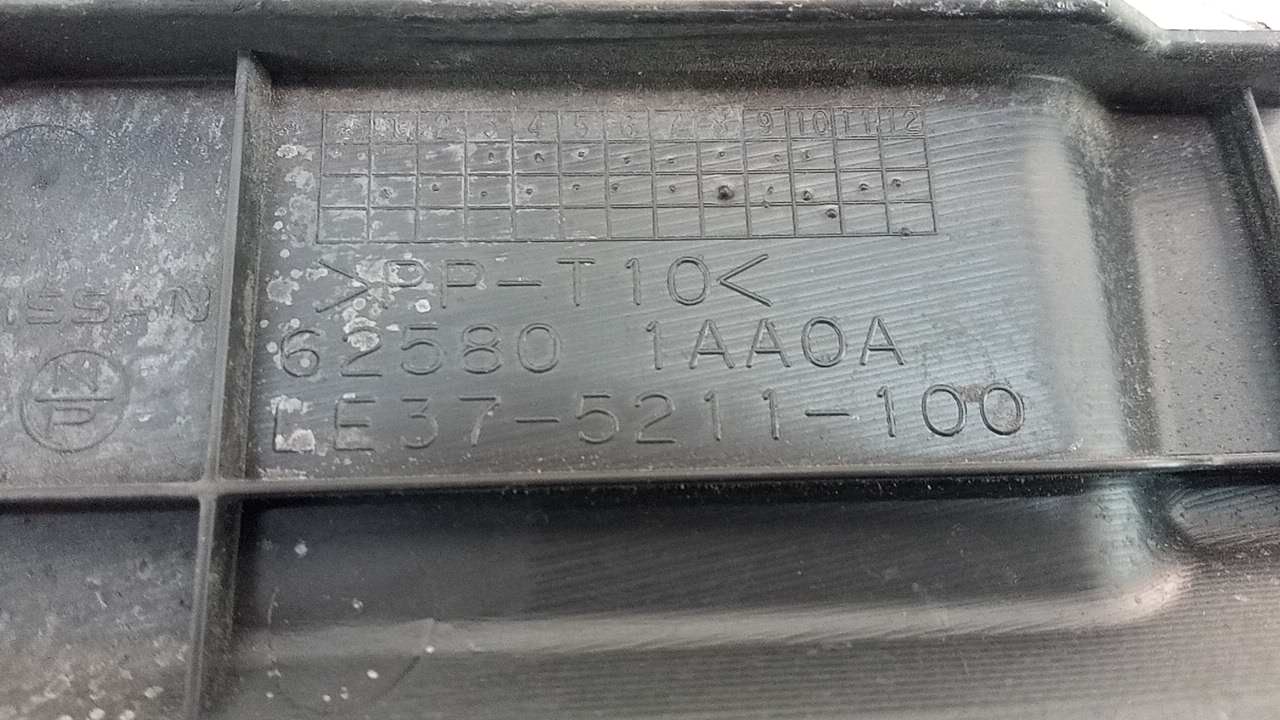 1 2 3 4 5 6 7 8 9 10 11 12
>PP-T10<
62580 1AA0A
LE37-5211-100
NISSAN
N
P